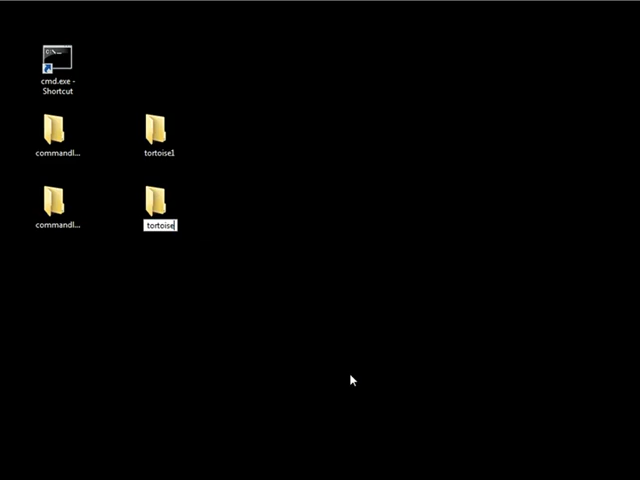 cmd.exe -
Shortcut
commandl...
tortoise1
commandl...
tortoise